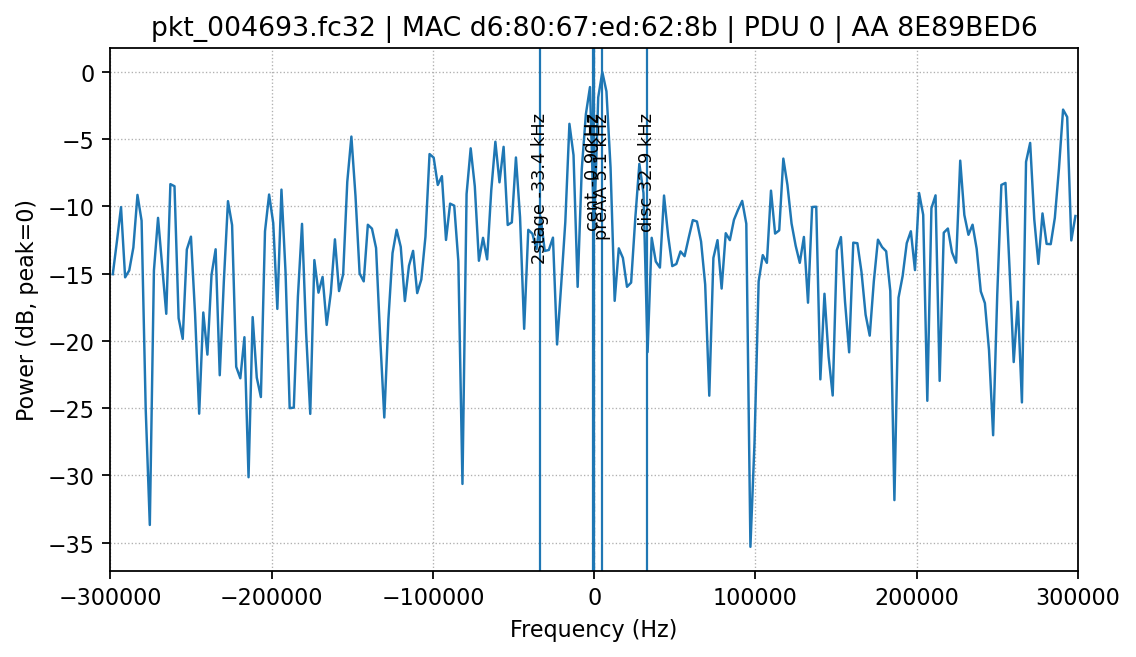 pkt_004693.fc32 | MAC d6:80:67:ed:62:8b | PDU 0 | AA 8E89BED6
0
−5
−10
−15
−20
−25
−30
−35
Power (dB, peak=0)
2stage -33.4 kHz
preAA 5.1 kHz
disc 32.9 kHz
−300000
−200000
−100000
0
100000
200000
300000
Frequency (Hz)